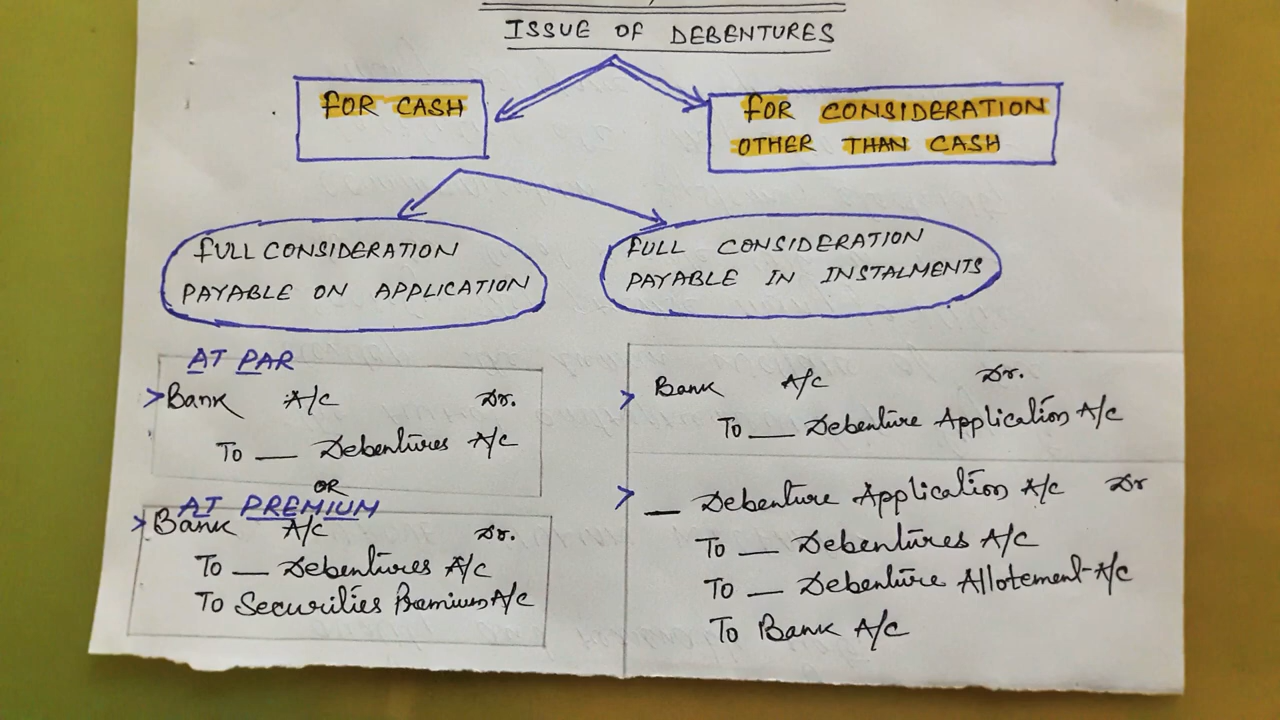 ISSUE OF DEBENTURES
FOR CASH
FOR CONSIDERATION
OTHER THAN CASH
FULL CONSIDERATION
PAYABLE ON APPLICATION
FULL CONSIDERATION
PAYABLE IN INSTALMENTS
AT PAR
> Bank A/c Dr.
To __ Debentures A/c
OR
AT PREMIUM
> Bank A/c Dr.
To __ Debentures A/c
To Securities Premium A/c
> Bank A/c Dr.
To __ Debenture Application A/c
> __ Debenture Application A/c Dr
To __ Debentures A/c
To __ Debenture Allotement A/c
To Bank A/c